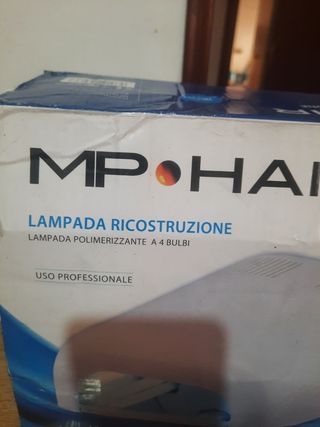 MP HAI
LAMPADA RICOSTRUZIONE
LAMPADA POLIMERIZZANTE A 4 BULBI
USO PROFESSIONALE